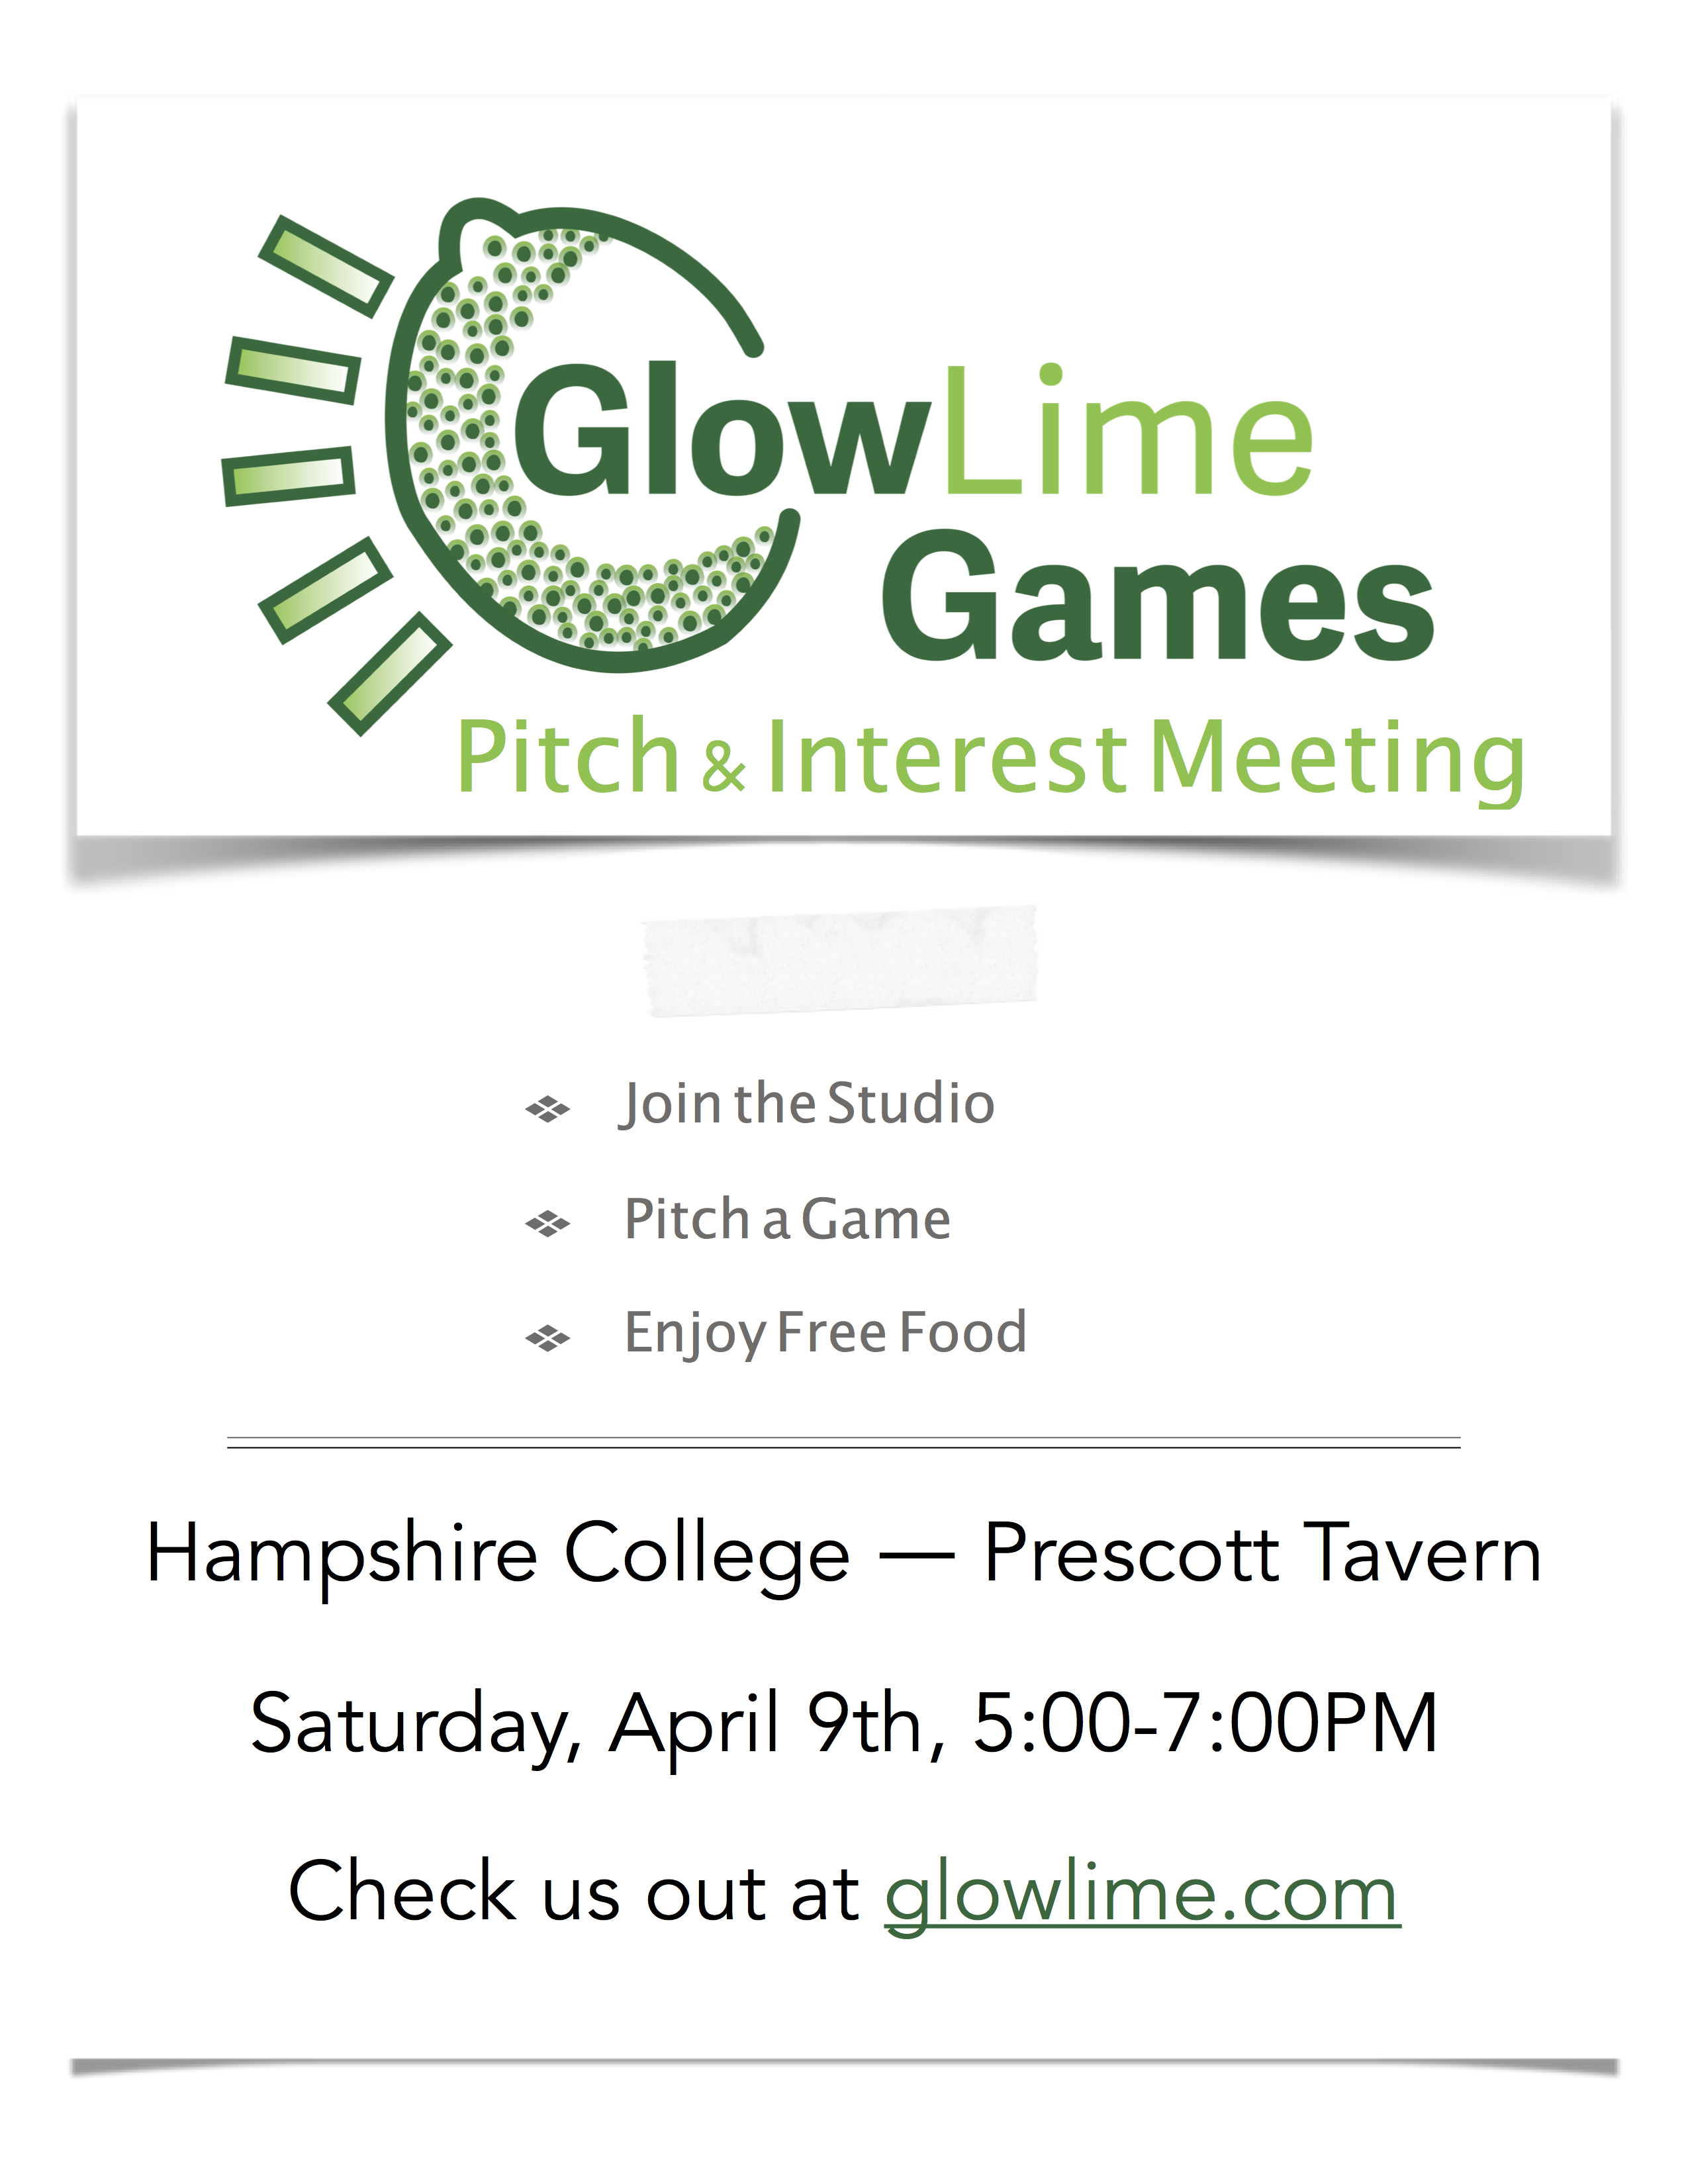 GlowLime
Games
Pitch & Interest Meeting
Join the Studio
Pitch a Game
Enjoy Free Food
Hampshire College — Prescott Tavern
Saturday, April 9th, 5:00-7:00PM
Check us out at glowlime.com